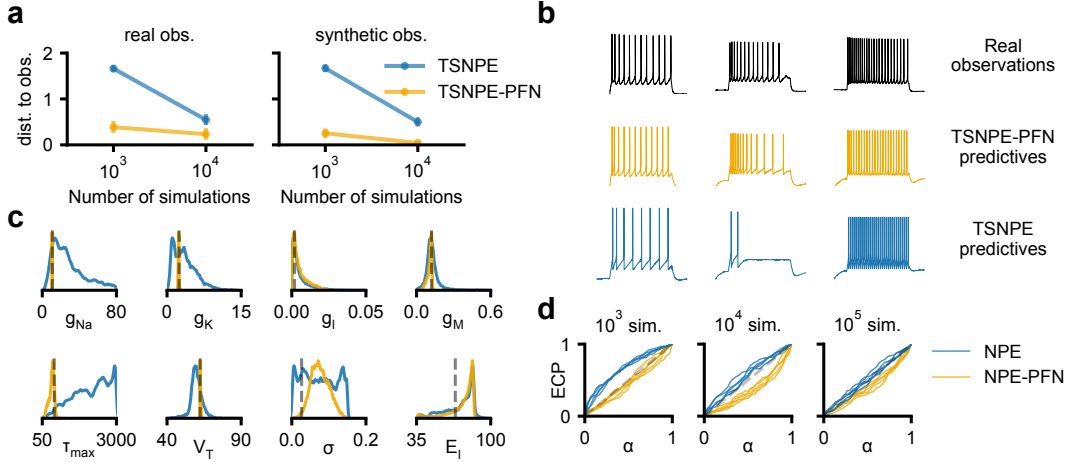 a
real obs.
synthetic obs.
dist. to obs.
2
1
0
10³
10⁴
10³
10⁴
Number of simulations
Number of simulations
TSNPE
TSNPE-PFN
b
Real
observations
TSNPE-PFN
predictives
TSNPE
predictives
c
0
80
g_Na
0
15
g_K
0.00
0.05
g_l
0.0
0.6
g_M
50
3000
τ_max
40
90
V_T
0.0
0.2
σ
35
100
E_l
d
10³ sim.
10⁴ sim.
10⁵ sim.
ECP
1
0
0
1
α
0
1
α
0
1
α
NPE
NPE-PFN